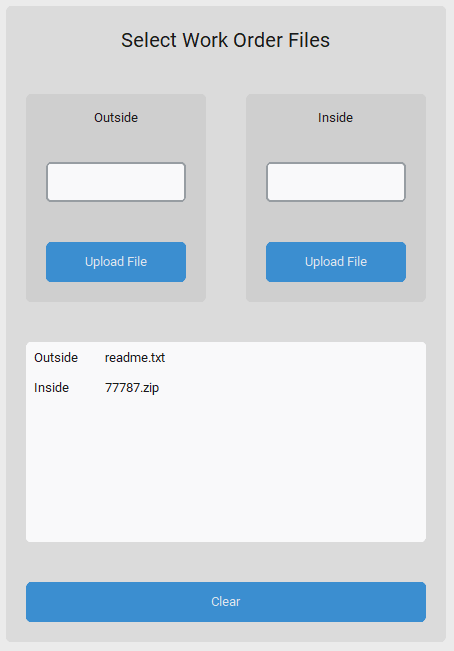 Select Work Order Files
Outside
Inside
Upload File
Upload File
Outside readme.txt
Inside 77787.zip
Clear